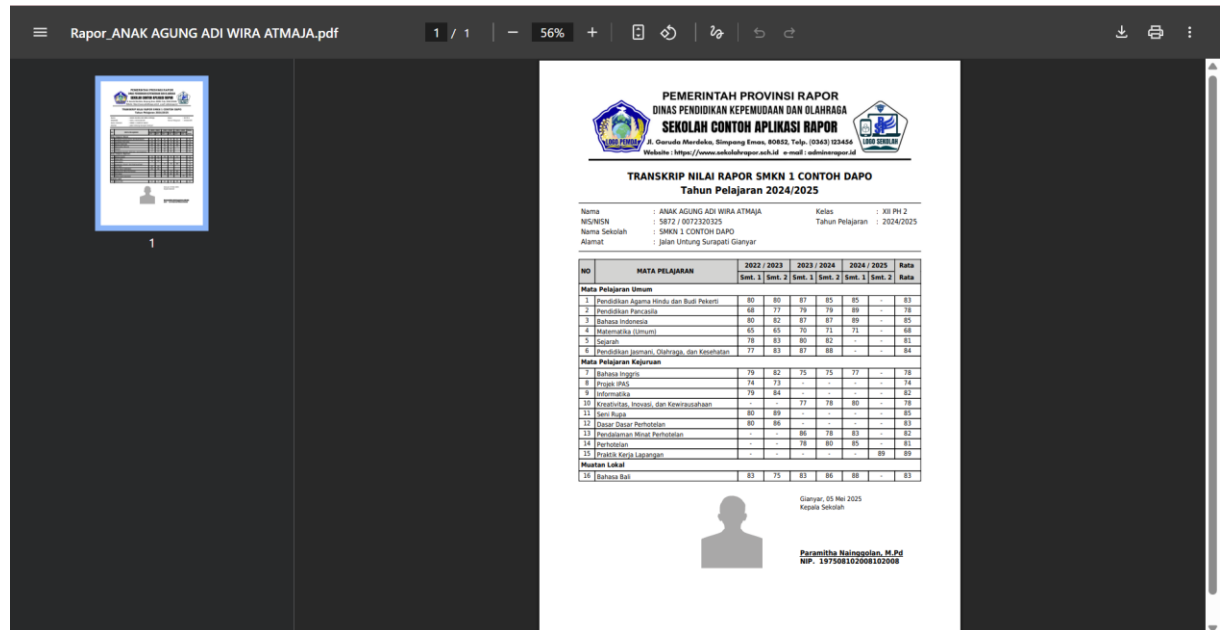 Rapor_ANAK AGUNG ADI WIRA ATMAJA.pdf 1 / 1 56%
1
PEMERINTAH PROVINSI RAPOR
DINAS PENDIDIKAN KEPEMUDAAN DAN OLAHRAGA
SEKOLAH CONTOH APLIKASI RAPOR
Jl. Garuda Merdeka, Simpang Emas, 80852, Telp. (0363) 123456
Website : https://www.sekolahrapor.sch.id e-mail : admin@rapor.id
LOGO PEMDA
LOGO SEKOLAH
TRANSKRIP NILAI RAPOR SMKN 1 CONTOH DAPO
Tahun Pelajaran 2024/2025
Nama : ANAK AGUNG ADI WIRA ATMAJA Kelas : XII PH 2
NIS/NISN : 5872 / 0072320325 Tahun Pelajaran : 2024/2025
Nama Sekolah : SMKN 1 CONTOH DAPO
Alamat : Jalan Untung Surapati Gianyar
NO MATA PELAJARAN 2022 / 2023 2023 / 2024 2024 / 2025 Rata
Smt. 1 Smt. 2 Smt. 1 Smt. 2 Smt. 1 Smt. 2 Rata
Mata Pelajaran Umum
1 Pendidikan Agama Hindu dan Budi Pekerti 80 80 87 85 85 - 83
2 Pendidikan Pancasila 68 77 79 79 89 - 78
3 Bahasa Indonesia 80 82 87 87 89 - 85
4 Matematika (Umum) 65 65 70 71 71 - 68
5 Sejarah 78 83 80 82 - - 81
6 Pendidikan Jasmani, Olahraga, dan Kesehatan 77 83 87 88 - - 84
Mata Pelajaran Kejuruan
7 Bahasa Inggris 79 82 75 75 77 - 78
8 Projek IPAS 74 73 - - - - 74
9 Informatika 79 84 - - - - 82
10 Kreativitas, Inovasi, dan Kewirausahaan - - 77 78 80 - 78
11 Seni Rupa 80 89 - - - - 85
12 Dasar Dasar Perhotelan 80 86 - - - - 83
13 Pendalaman Minat Perhotelan - - 86 78 83 - 82
14 Perhotelan - - 78 80 85 - 81
15 Praktik Kerja Lapangan - - - - - 89 89
Muatan Lokal
16 Bahasa Bali 83 75 83 86 88 - 83
Gianyar, 05 Mei 2025
Kepala Sekolah
Paramitha Nainggolan, M.Pd
NIP. 197508102008102008